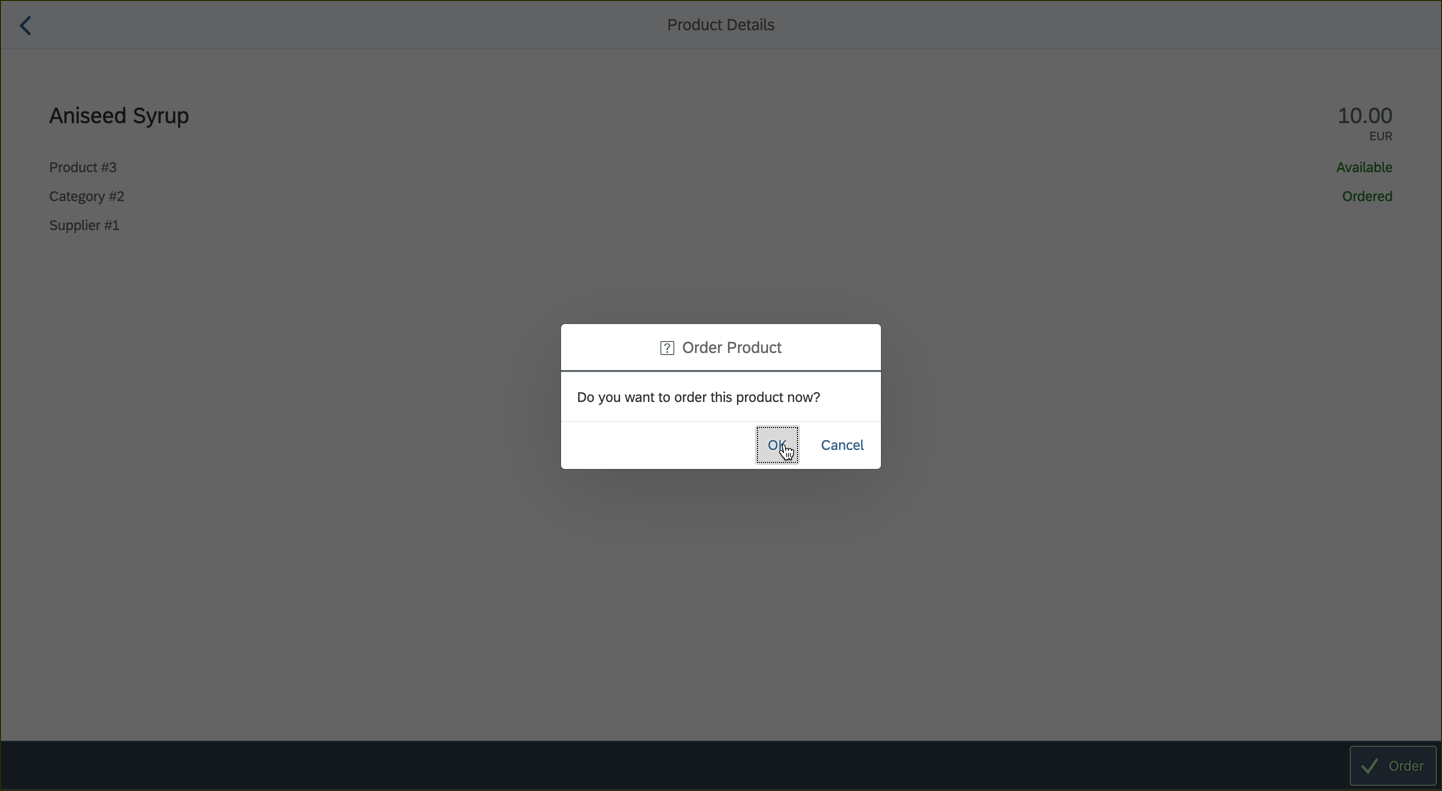 Product Details
Aniseed Syrup
10.00
EUR
Product #3
Available
Category #2
Ordered
Supplier #1
Order Product
Do you want to order this product now?
OK
Cancel
Order